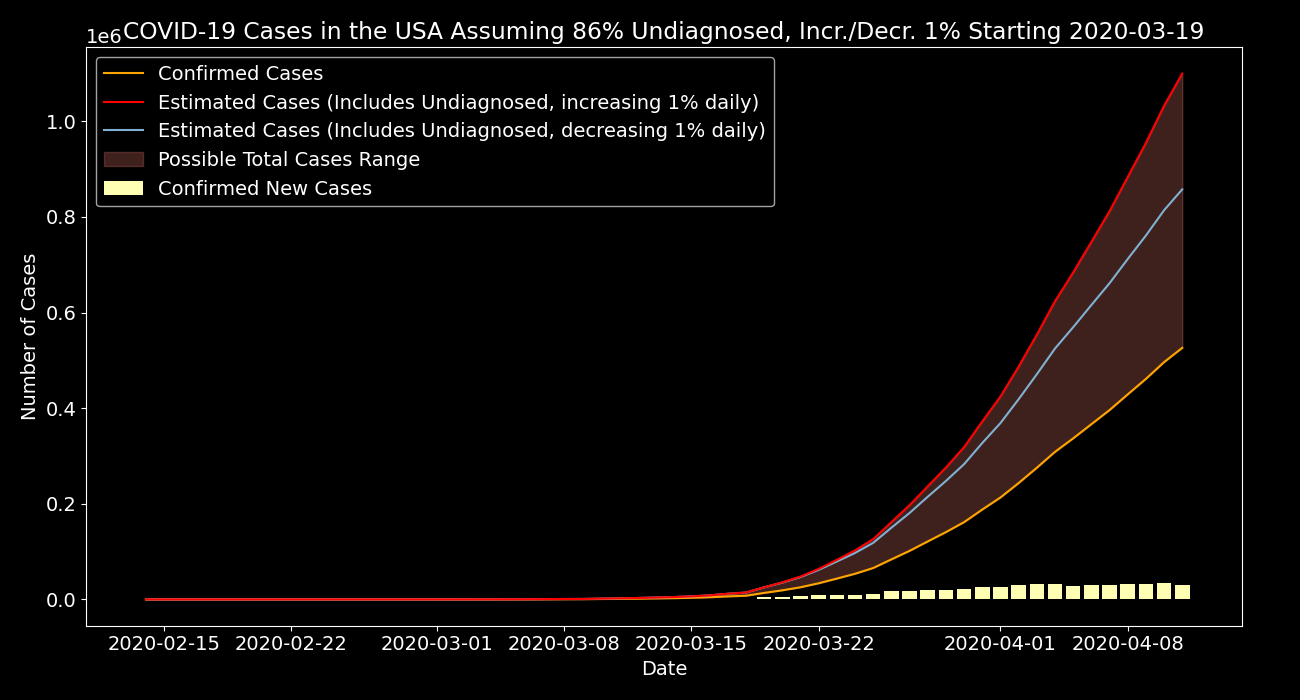 COVID-19 Cases in the USA Assuming 86% Undiagnosed, Incr./Decr. 1% Starting 2020-03-19
1e6
Confirmed Cases
Estimated Cases (Includes Undiagnosed, increasing 1% daily)
Estimated Cases (Includes Undiagnosed, decreasing 1% daily)
Possible Total Cases Range
Confirmed New Cases
Number of Cases
1.0
0.8
0.6
0.4
0.2
0.0
2020-02-15 2020-02-22 2020-03-01 2020-03-08 2020-03-15 2020-03-22 2020-04-01 2020-04-08
Date